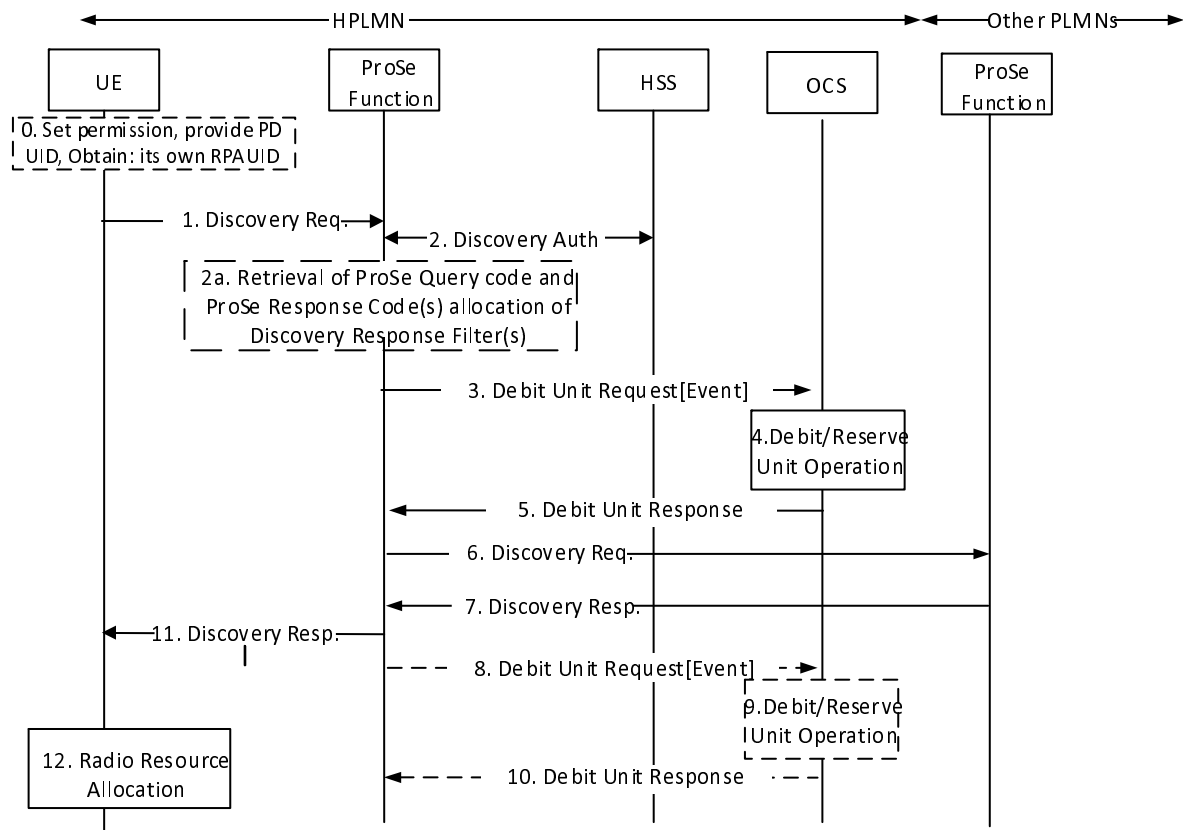 HPLMN
Other PLMNs
UE
ProSe
Function
HSS
OCS
ProSe
Function
0. Set permission, provide PD
UID, Obtain: its own RPAUID
1. Discovery Req.
2. Discovery Auth
2a. Retrieval of ProSe Query code and
ProSe Response Code(s) allocation of
Discovery Response Filter(s)
3. Debit Unit Request[Event]
4.Debit/Reserve
Unit Operation
5. Debit Unit Response
6. Discovery Req.
7. Discovery Resp.
11. Discovery Resp.
8. Debit Unit Request[Event]
9.Debit/Reserve
Unit Operation
12. Radio Resource
Allocation
10. Debit Unit Response